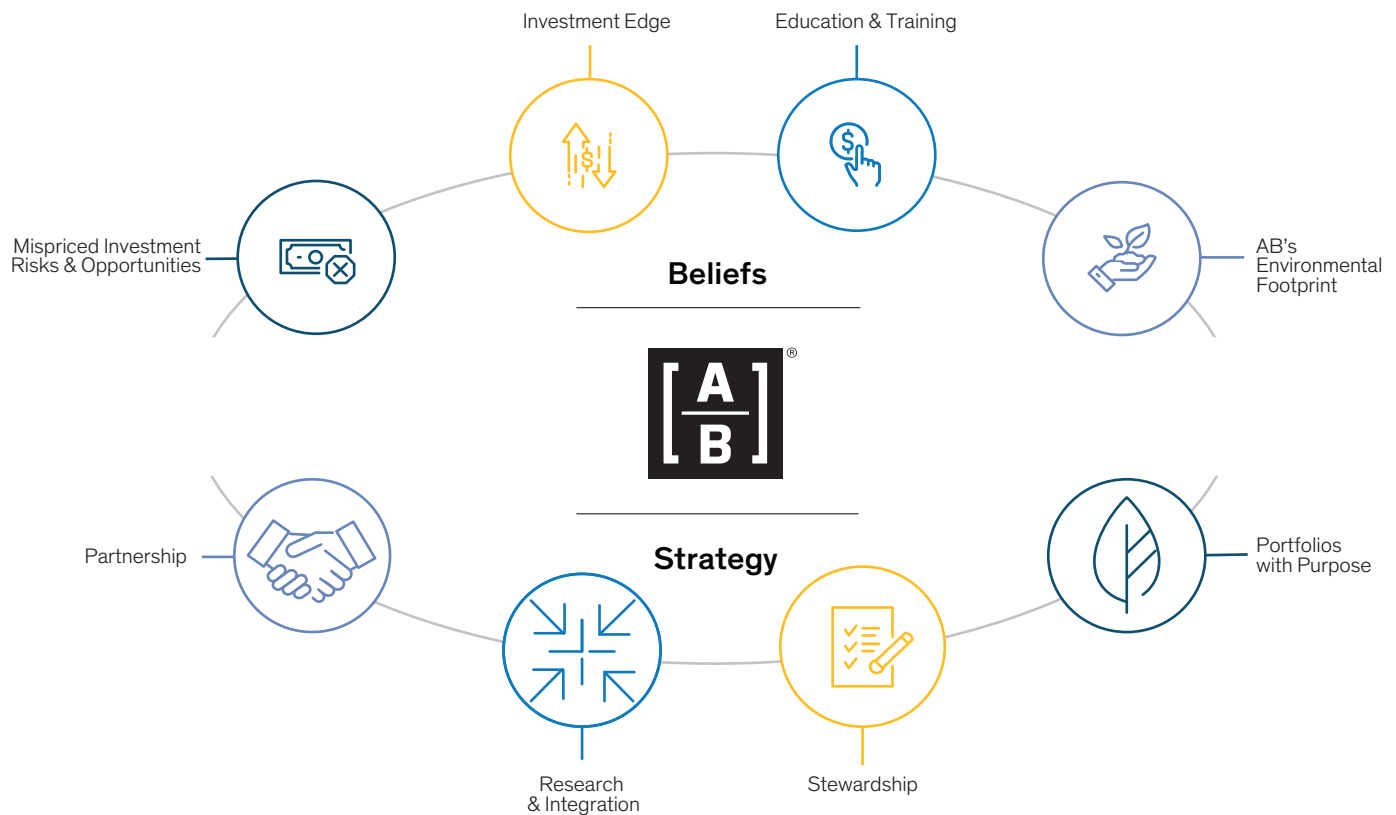 Investment Edge
Education & Training
Mispriced Investment
Risks & Opportunities
AB's
Environmental
Footprint
Beliefs
[A
B]
®
Partnership
Strategy
Portfolios
with Purpose
Research
& Integration
Stewardship